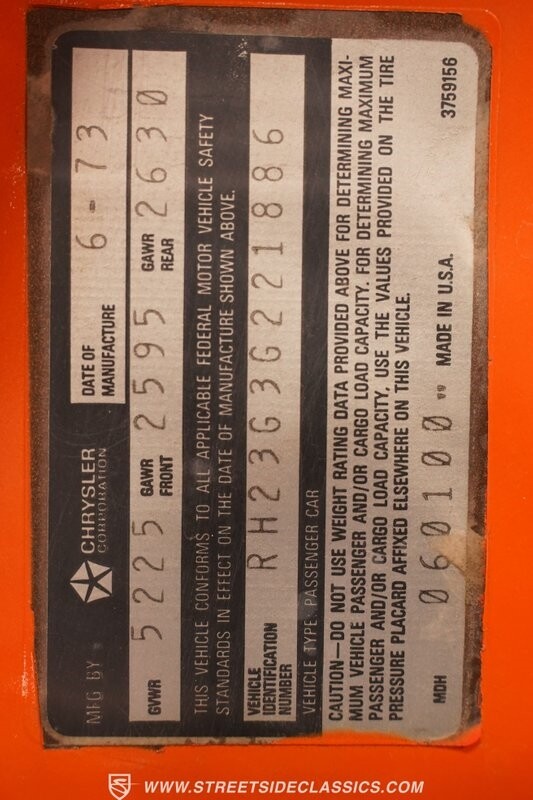 MFG BY CHRYSLER CORPORATION
DATE OF MANUFACTURE 6-73
GVWR 5225 GAWR FRONT 2595 GAWR REAR 2630
THIS VEHICLE CONFORMS TO ALL APPLICABLE FEDERAL MOTOR VEHICLE SAFETY
STANDARDS IN EFFECT ON THE DATE OF MANUFACTURE SHOWN ABOVE.
VEHICLE IDENTIFICATION NUMBER RH23G3G221886
VEHICLE TYPE: PASSENGER CAR
CAUTION—DO NOT USE WEIGHT RATING DATA PROVIDED ABOVE FOR DETERMINING MAXI-
MUM VEHICLE PASSENGER AND/OR CARGO LOAD CAPACITY. FOR DETERMINING MAXIMUM
PASSENGER AND/OR CARGO LOAD CAPACITY, USE THE VALUES PROVIDED ON THE TIRE
PRESSURE PLACARD AFFIXED ELSEWHERE ON THIS VEHICLE.
MDH 060100 MADE IN U.S.A. 3759156
WWW.STREETSIDECLASSICS.COM